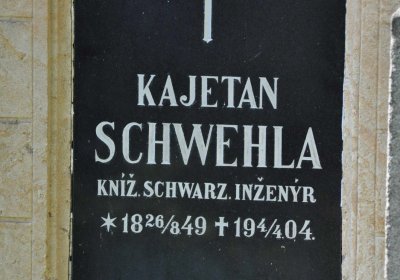 KAJETAN
SCHWEHLA
KNÍŽ. SCHWARZ. INŽENÝR
✶ 18 26/8 49 ✝ 19 4/4 04.